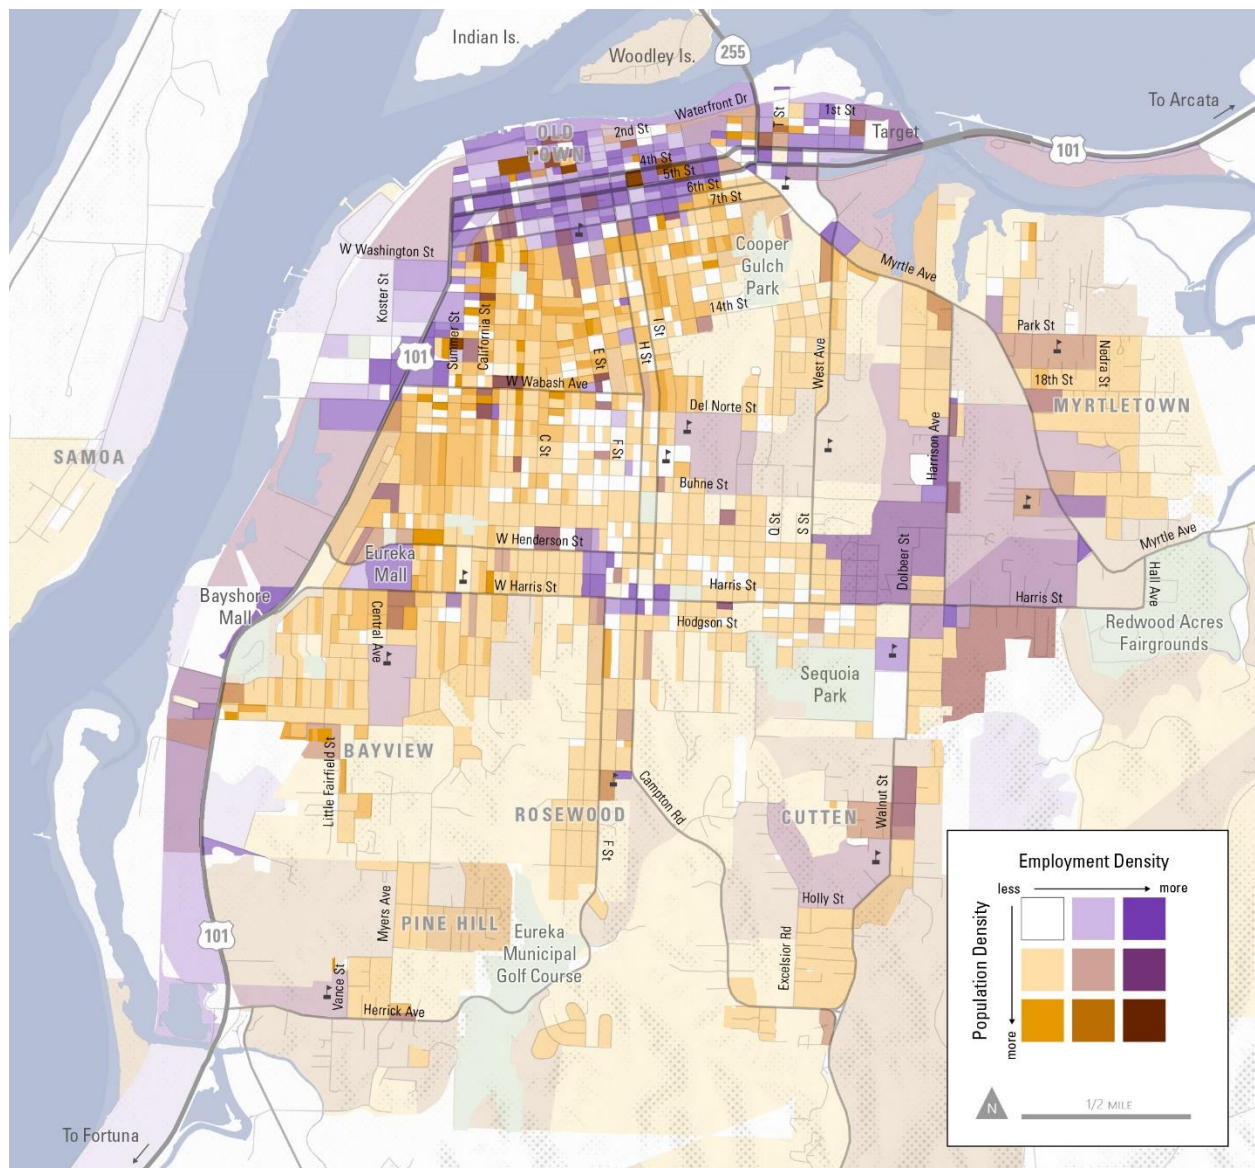 Indian Is.
Woodley Is.
255
To Arcata
Waterfront Dr
T St
1st St
OLD
TOWN
2nd St
Target
101
4th St
5th St
6th St
7th St
W Washington St
Cooper
Gulch
Park
Myrtle Ave
Koster St
14th St
Summer St
California St
I St
H St
E St
West Ave
Park St
Nedra St
101
W Wabash Ave
18th St
Del Norte St
MYRTLETOWN
SAMOA
C St
F St
Harrison Ave
Buhne St
Q St
S St
W Henderson St
Myrtle Ave
Eureka
Mall
Dolbeer St
Hall Ave
W Harris St
Harris St
Harris St
Bayshore
Mall
Central Ave
Hodgson St
Redwood Acres
Fairgrounds
Sequoia
Park
BAYVIEW
Little Fairfield St
Campton Rd
Walnut St
ROSEWOOD
CUTTEN
F St
Holly St
Myers Ave
PINE HILL
Eureka
Municipal
Golf Course
101
Excelsior Rd
Vance St
Herrick Ave
To Fortuna
Employment Density
less
more
Population Density
more
N
1/2 MILE